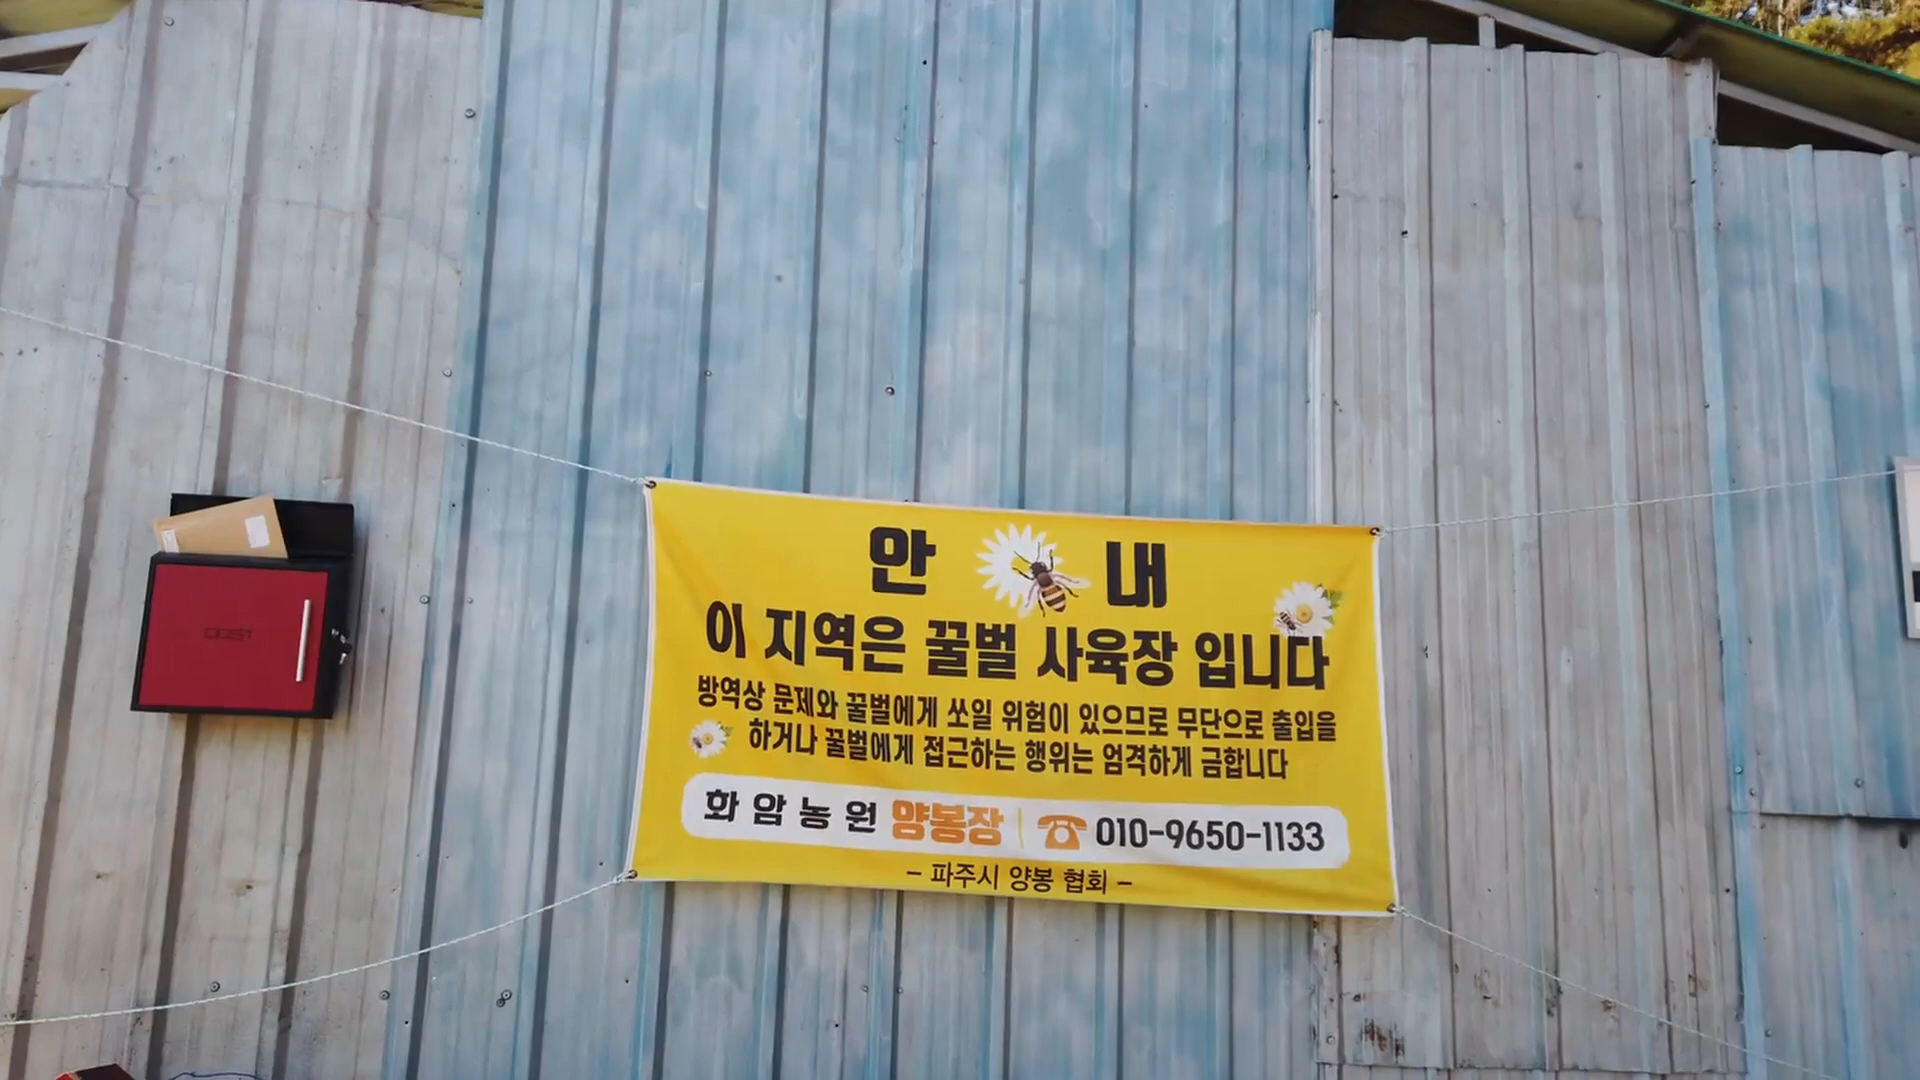 안 내
이 지역은 꿀벌 사육장 입니다
방역상 문제와 꿀벌에게 쏘일 위험이 있으므로 무단으로 출입을
하거나 꿀벌에게 접근하는 행위는 엄격하게 금합니다
화 암 농 원 양봉장 010-9650-1133
– 파주시 양봉 협회 –